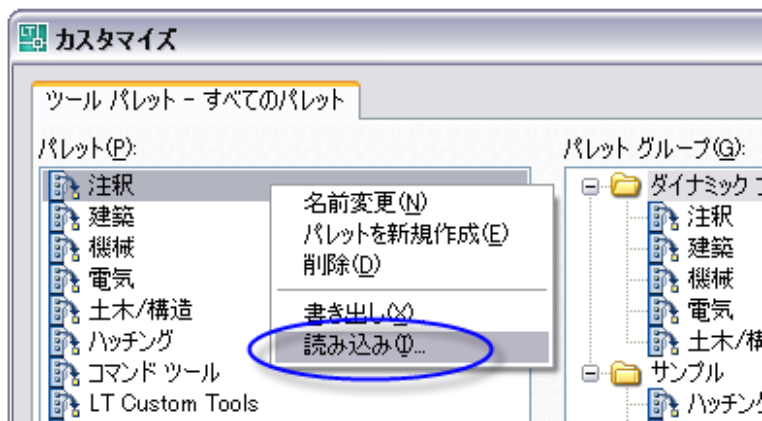 LT
カスタマイズ
ツール パレット - すべてのパレット
パレット(P):
注釈
建築
機械
電気
土木/構造
ハッチング
コマンド ツール
LT Custom Tools
名前変更(N)
パレットを新規作成(E)
削除(D)
書き出し(X)...
読み込み(I)...
パレット グループ(G):
ダイナミック
注釈
建築
機械
電気
土木/構
サンプル
ハッチング